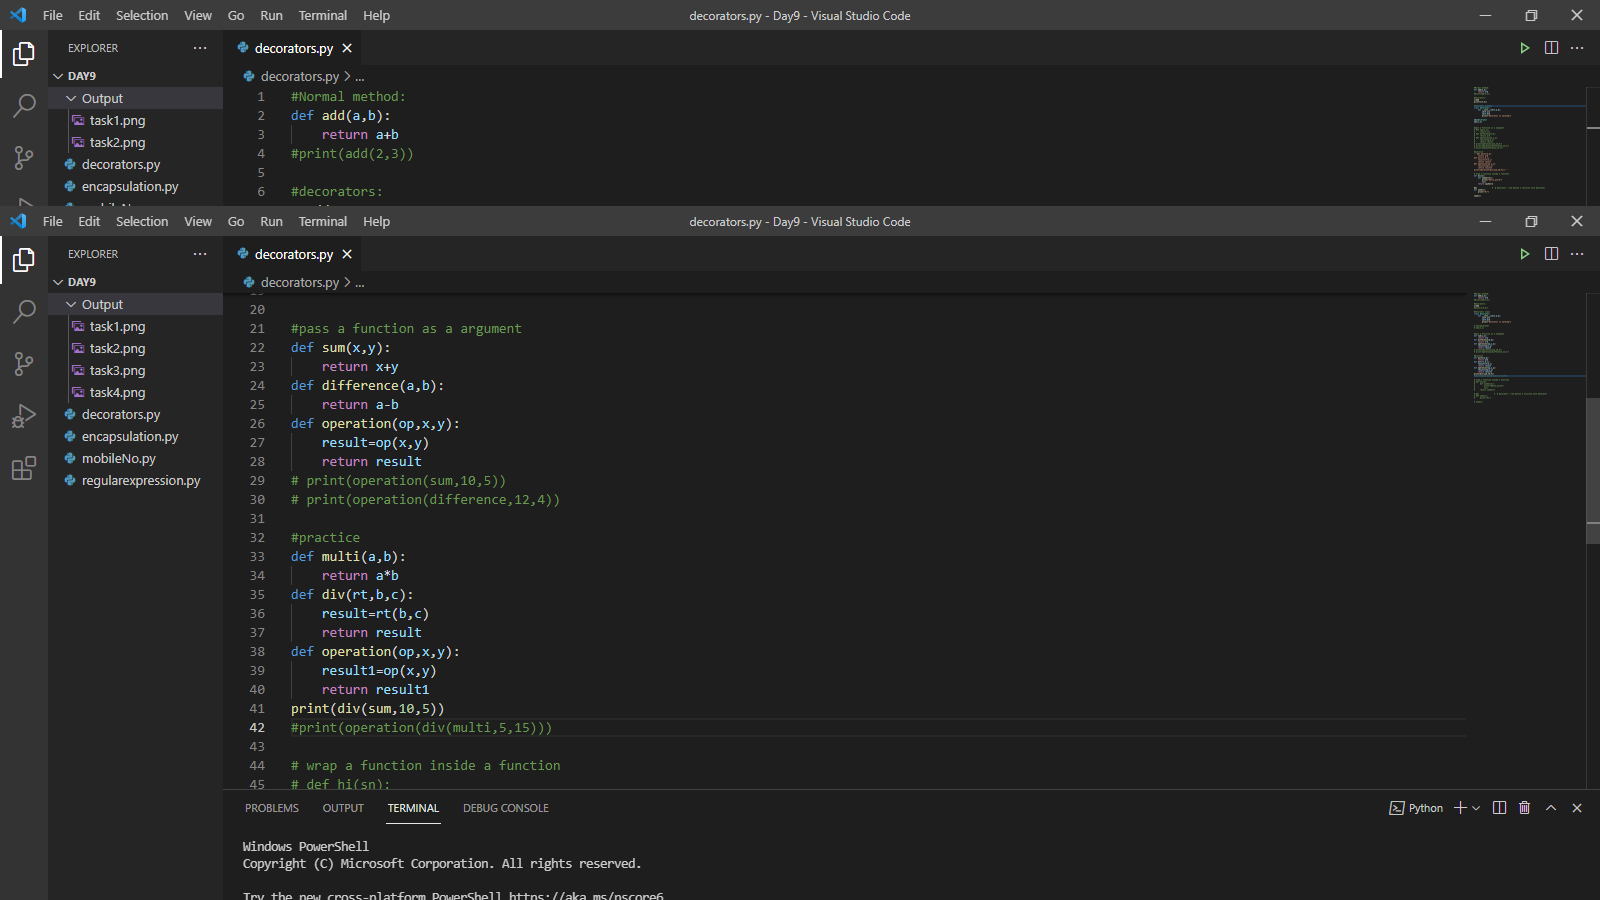 File Edit Selection View Go Run Terminal Help decorators.py - Day9 - Visual Studio Code
EXPLORER ... decorators.py
DAY9 decorators.py > ...
Output
task1.png
task2.png
decorators.py
encapsulation.py
1 #Normal method:
2 def add(a,b):
3 return a+b
4 #print(add(2,3))
5
6 #decorators:
File Edit Selection View Go Run Terminal Help decorators.py - Day9 - Visual Studio Code
EXPLORER ... decorators.py
DAY9 decorators.py > ...
Output
task1.png
task2.png
task3.png
task4.png
decorators.py
encapsulation.py
mobileNo.py
regularexpression.py
20
21 #pass a function as a argument
22 def sum(x,y):
23 return x+y
24 def difference(a,b):
25 return a-b
26 def operation(op,x,y):
27 result=op(x,y)
28 return result
29 # print(operation(sum,10,5))
30 # print(operation(difference,12,4))
31
32 #practice
33 def multi(a,b):
34 return a*b
35 def div(rt,b,c):
36 result=rt(b,c)
37 return result
38 def operation(op,x,y):
39 result1=op(x,y)
40 return result1
41 print(div(sum,10,5))
42 #print(operation(div(multi,5,15)))
43
44 # wrap a function inside a function
45 # def hi(sn):
PROBLEMS OUTPUT TERMINAL DEBUG CONSOLE Python
Windows PowerShell
Copyright (C) Microsoft Corporation. All rights reserved.
Try the new cross-platform PowerShell https://aka.ms/pscore6